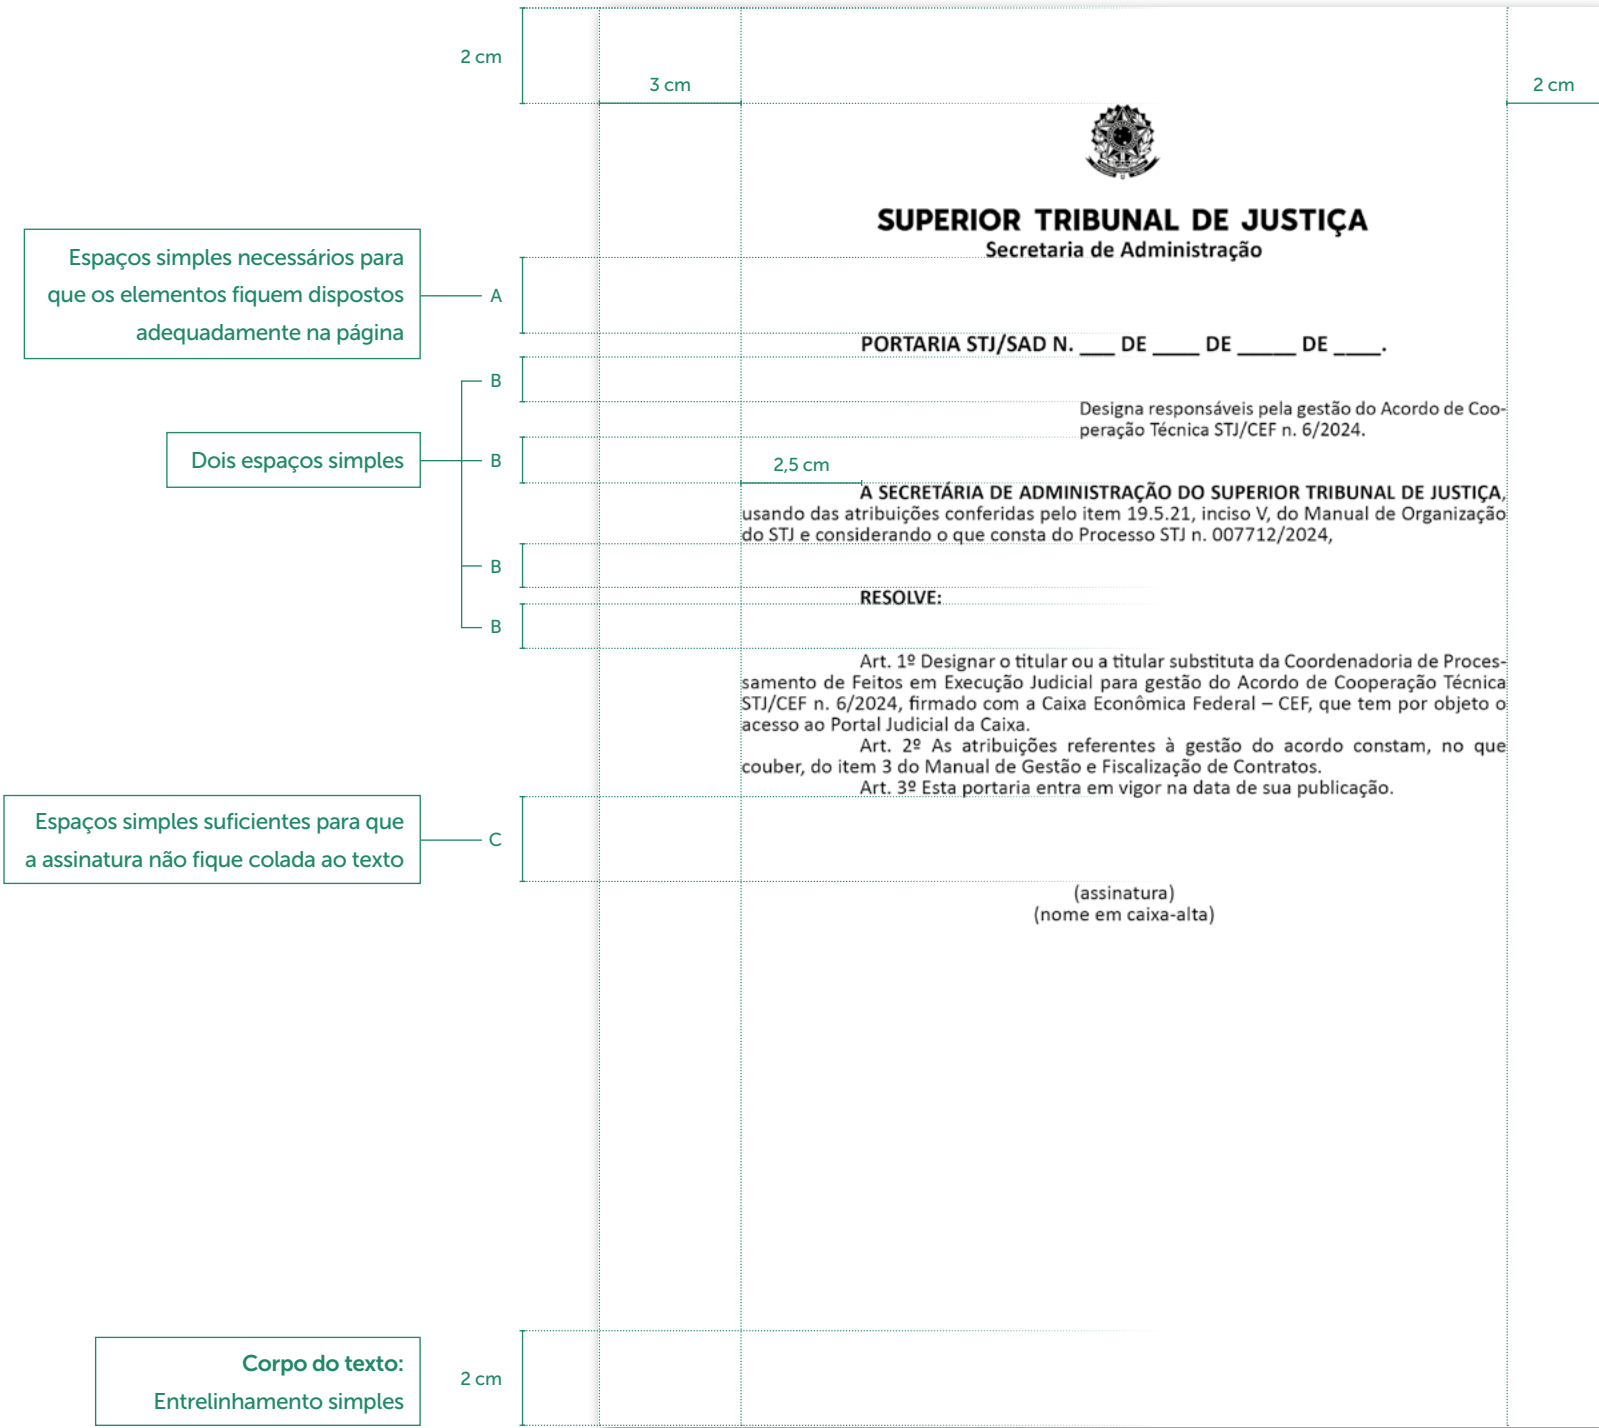 2 cm
3 cm
2 cm
SUPERIOR TRIBUNAL DE JUSTIÇA
Secretaria de Administração
Espaços simples necessários para
que os elementos fiquem dispostos
adequadamente na página
A
PORTARIA STJ/SAD N. ___ DE ____ DE _____ DE ____.
B
Designa responsáveis pela gestão do Acordo de Coo-
peração Técnica STJ/CEF n. 6/2024.
Dois espaços simples
B
2,5 cm
A SECRETÁRIA DE ADMINISTRAÇÃO DO SUPERIOR TRIBUNAL DE JUSTIÇA,
usando das atribuições conferidas pelo item 19.5.21, inciso V, do Manual de Organização
do STJ e considerando o que consta do Processo STJ n. 007712/2024,
B
RESOLVE:
B
Art. 1º Designar o titular ou a titular substituta da Coordenadoria de Proces-
samento de Feitos em Execução Judicial para gestão do Acordo de Cooperação Técnica
STJ/CEF n. 6/2024, firmado com a Caixa Econômica Federal – CEF, que tem por objeto o
acesso ao Portal Judicial da Caixa.
Art. 2º As atribuições referentes à gestão do acordo constam, no que
couber, do item 3 do Manual de Gestão e Fiscalização de Contratos.
Art. 3º Esta portaria entra em vigor na data de sua publicação.
Espaços simples suficientes para que
a assinatura não fique colada ao texto
C
(assinatura)
(nome em caixa-alta)
Corpo do texto:
Entrelinhamento simples
2 cm